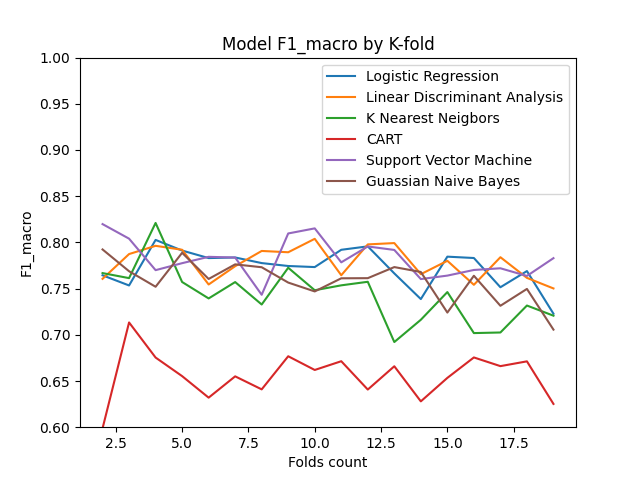 Model F1_macro by K-fold
1.00
0.95
0.90
0.85
0.80
0.75
0.70
0.65
0.60
F1_macro
Logistic Regression
Linear Discriminant Analysis
K Nearest Neigbors
CART
Support Vector Machine
Guassian Naive Bayes
2.5
5.0
7.5
10.0
12.5
15.0
17.5
Folds count